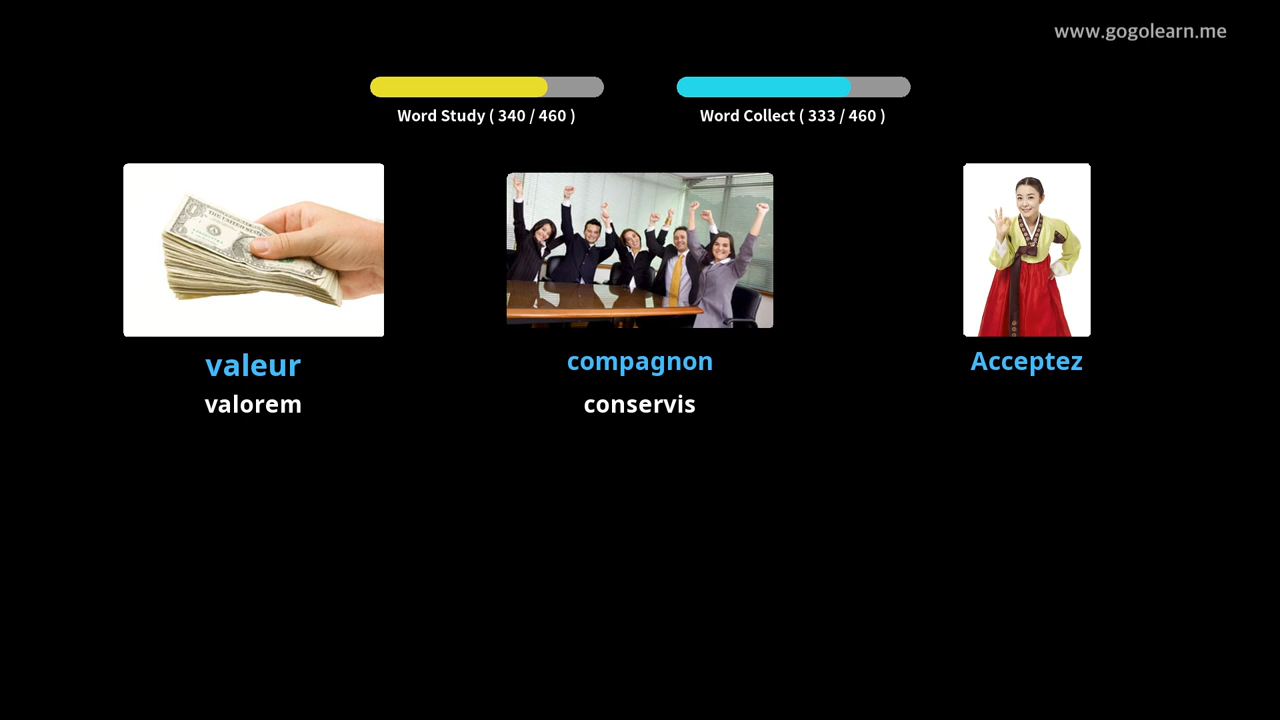 www.gogolearn.me
Word Study ( 340 / 460 )
Word Collect ( 333 / 460 )
valeur
valorem
compagnon
conservis
Acceptez